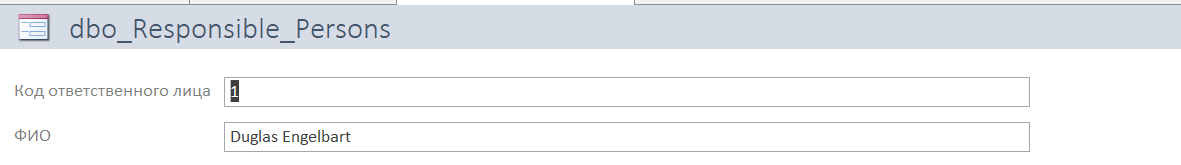 dbo_Responsible_Persons
Код ответственного лица 1
ФИО Duglas Engelbart